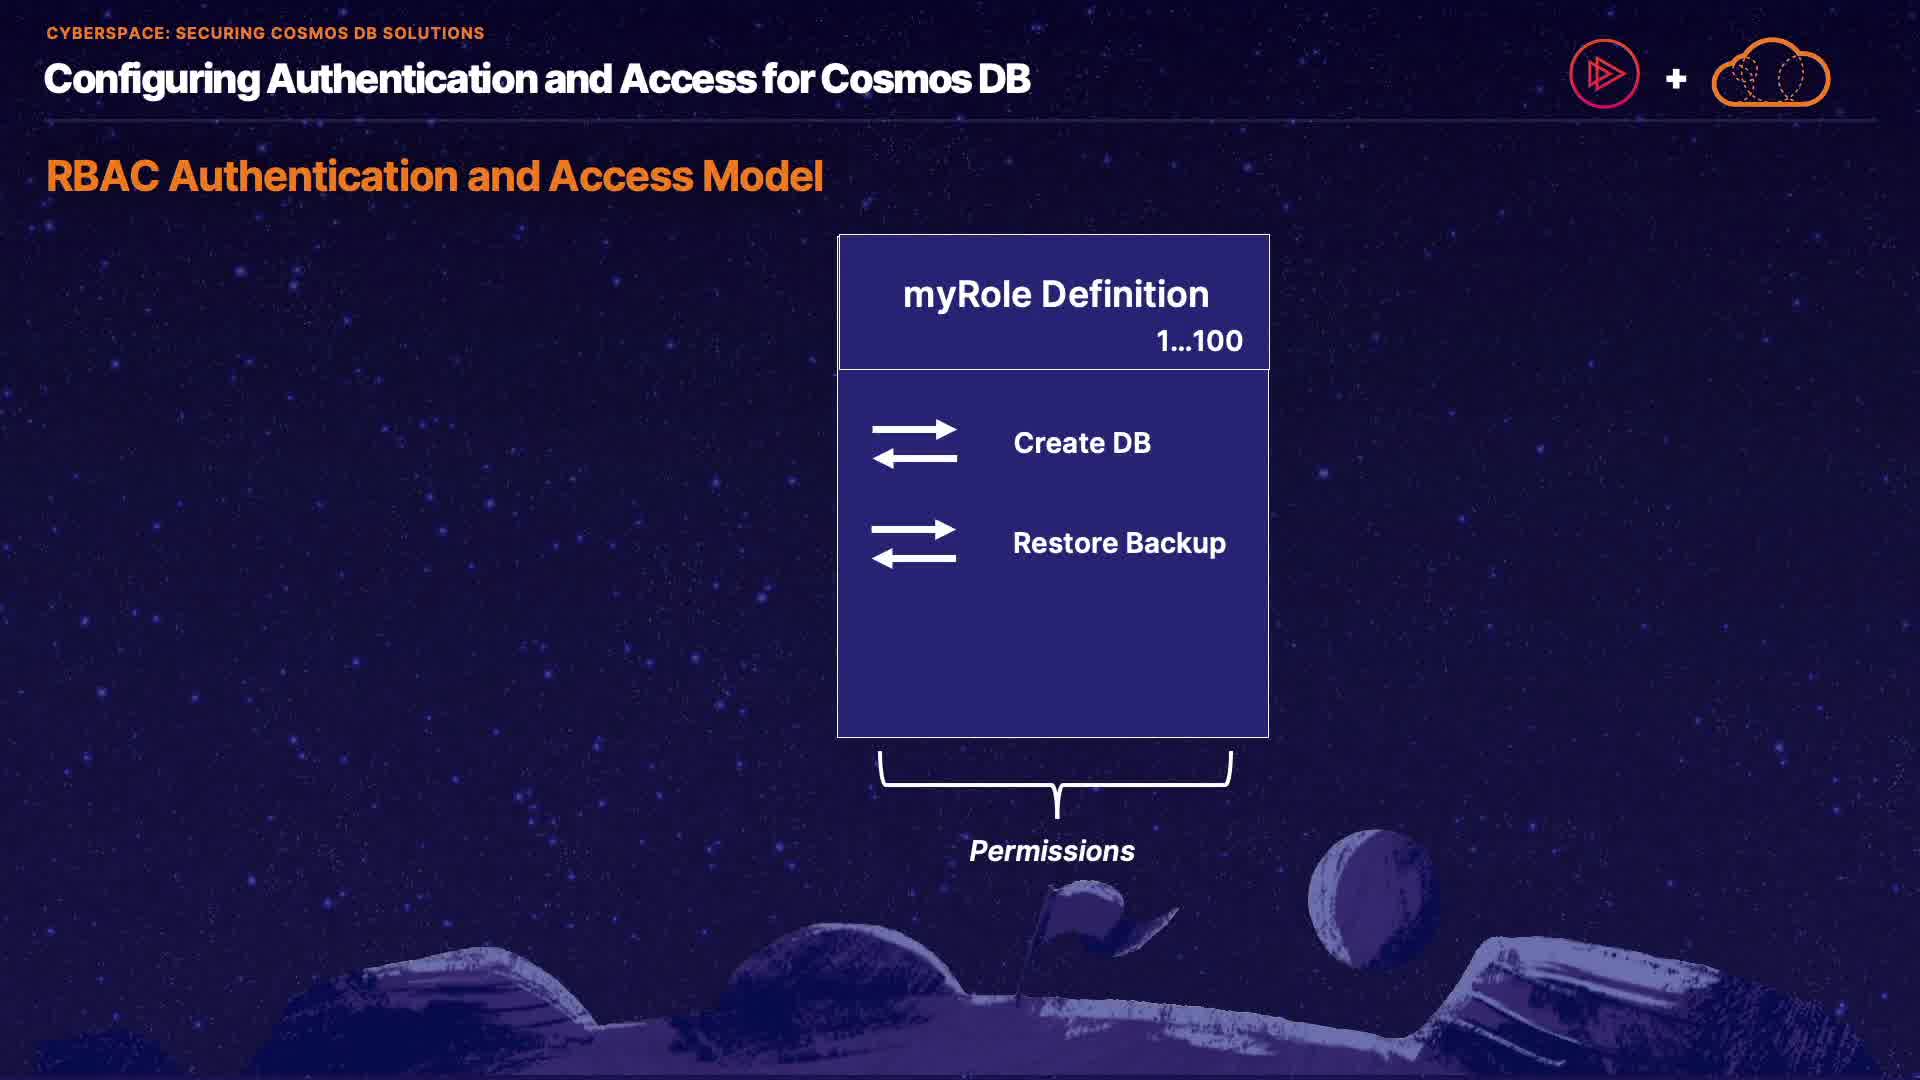 CYBERSPACE: SECURING COSMOS DB SOLUTIONS
Configuring Authentication and Access for Cosmos DB
+
RBAC Authentication and Access Model
myRole Definition
1...100
Create DB
Restore Backup
Permissions